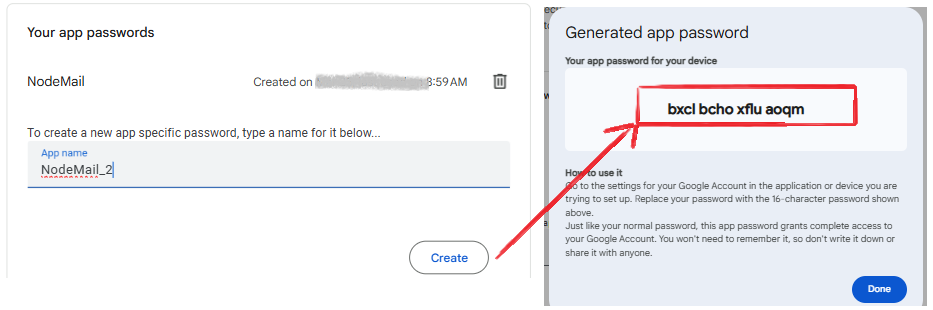 Your app passwords
NodeMail
Created on
8:59 AM
To create a new app specific password, type a name for it below...
App name
NodeMail_2
Create
Generated app password
Your app password for your device
bxcl bcho xflu aoqm
How to use it
Go to the settings for your Google Account in the application or device you are
trying to set up. Replace your password with the 16-character password shown
above.
Just like your normal password, this app password grants complete access to
your Google Account. You won't need to remember it, so don't write it down or
share it with anyone.
Done